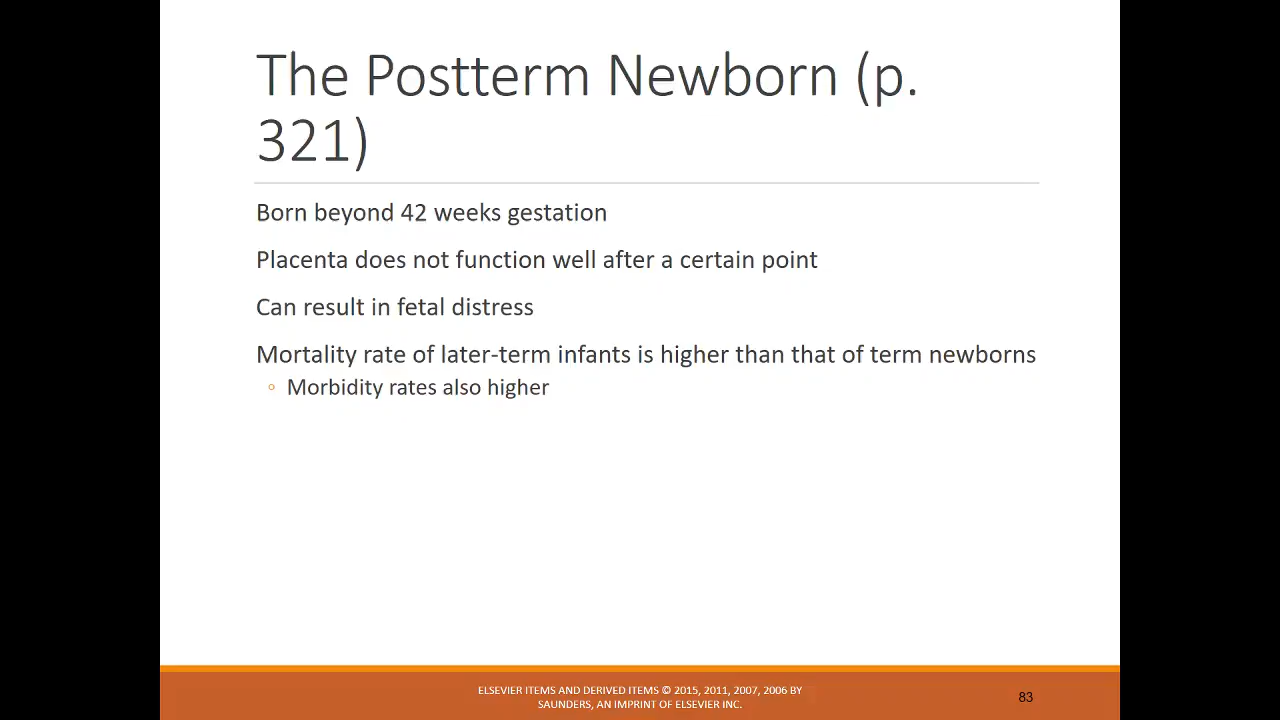 The Postterm Newborn (p.
321)
Born beyond 42 weeks gestation
Placenta does not function well after a certain point
Can result in fetal distress
Mortality rate of later-term infants is higher than that of term newborns
◦ Morbidity rates also higher
ELSEVIER ITEMS AND DERIVED ITEMS © 2015, 2011, 2007, 2006 BY
SAUNDERS, AN IMPRINT OF ELSEVIER INC.
83